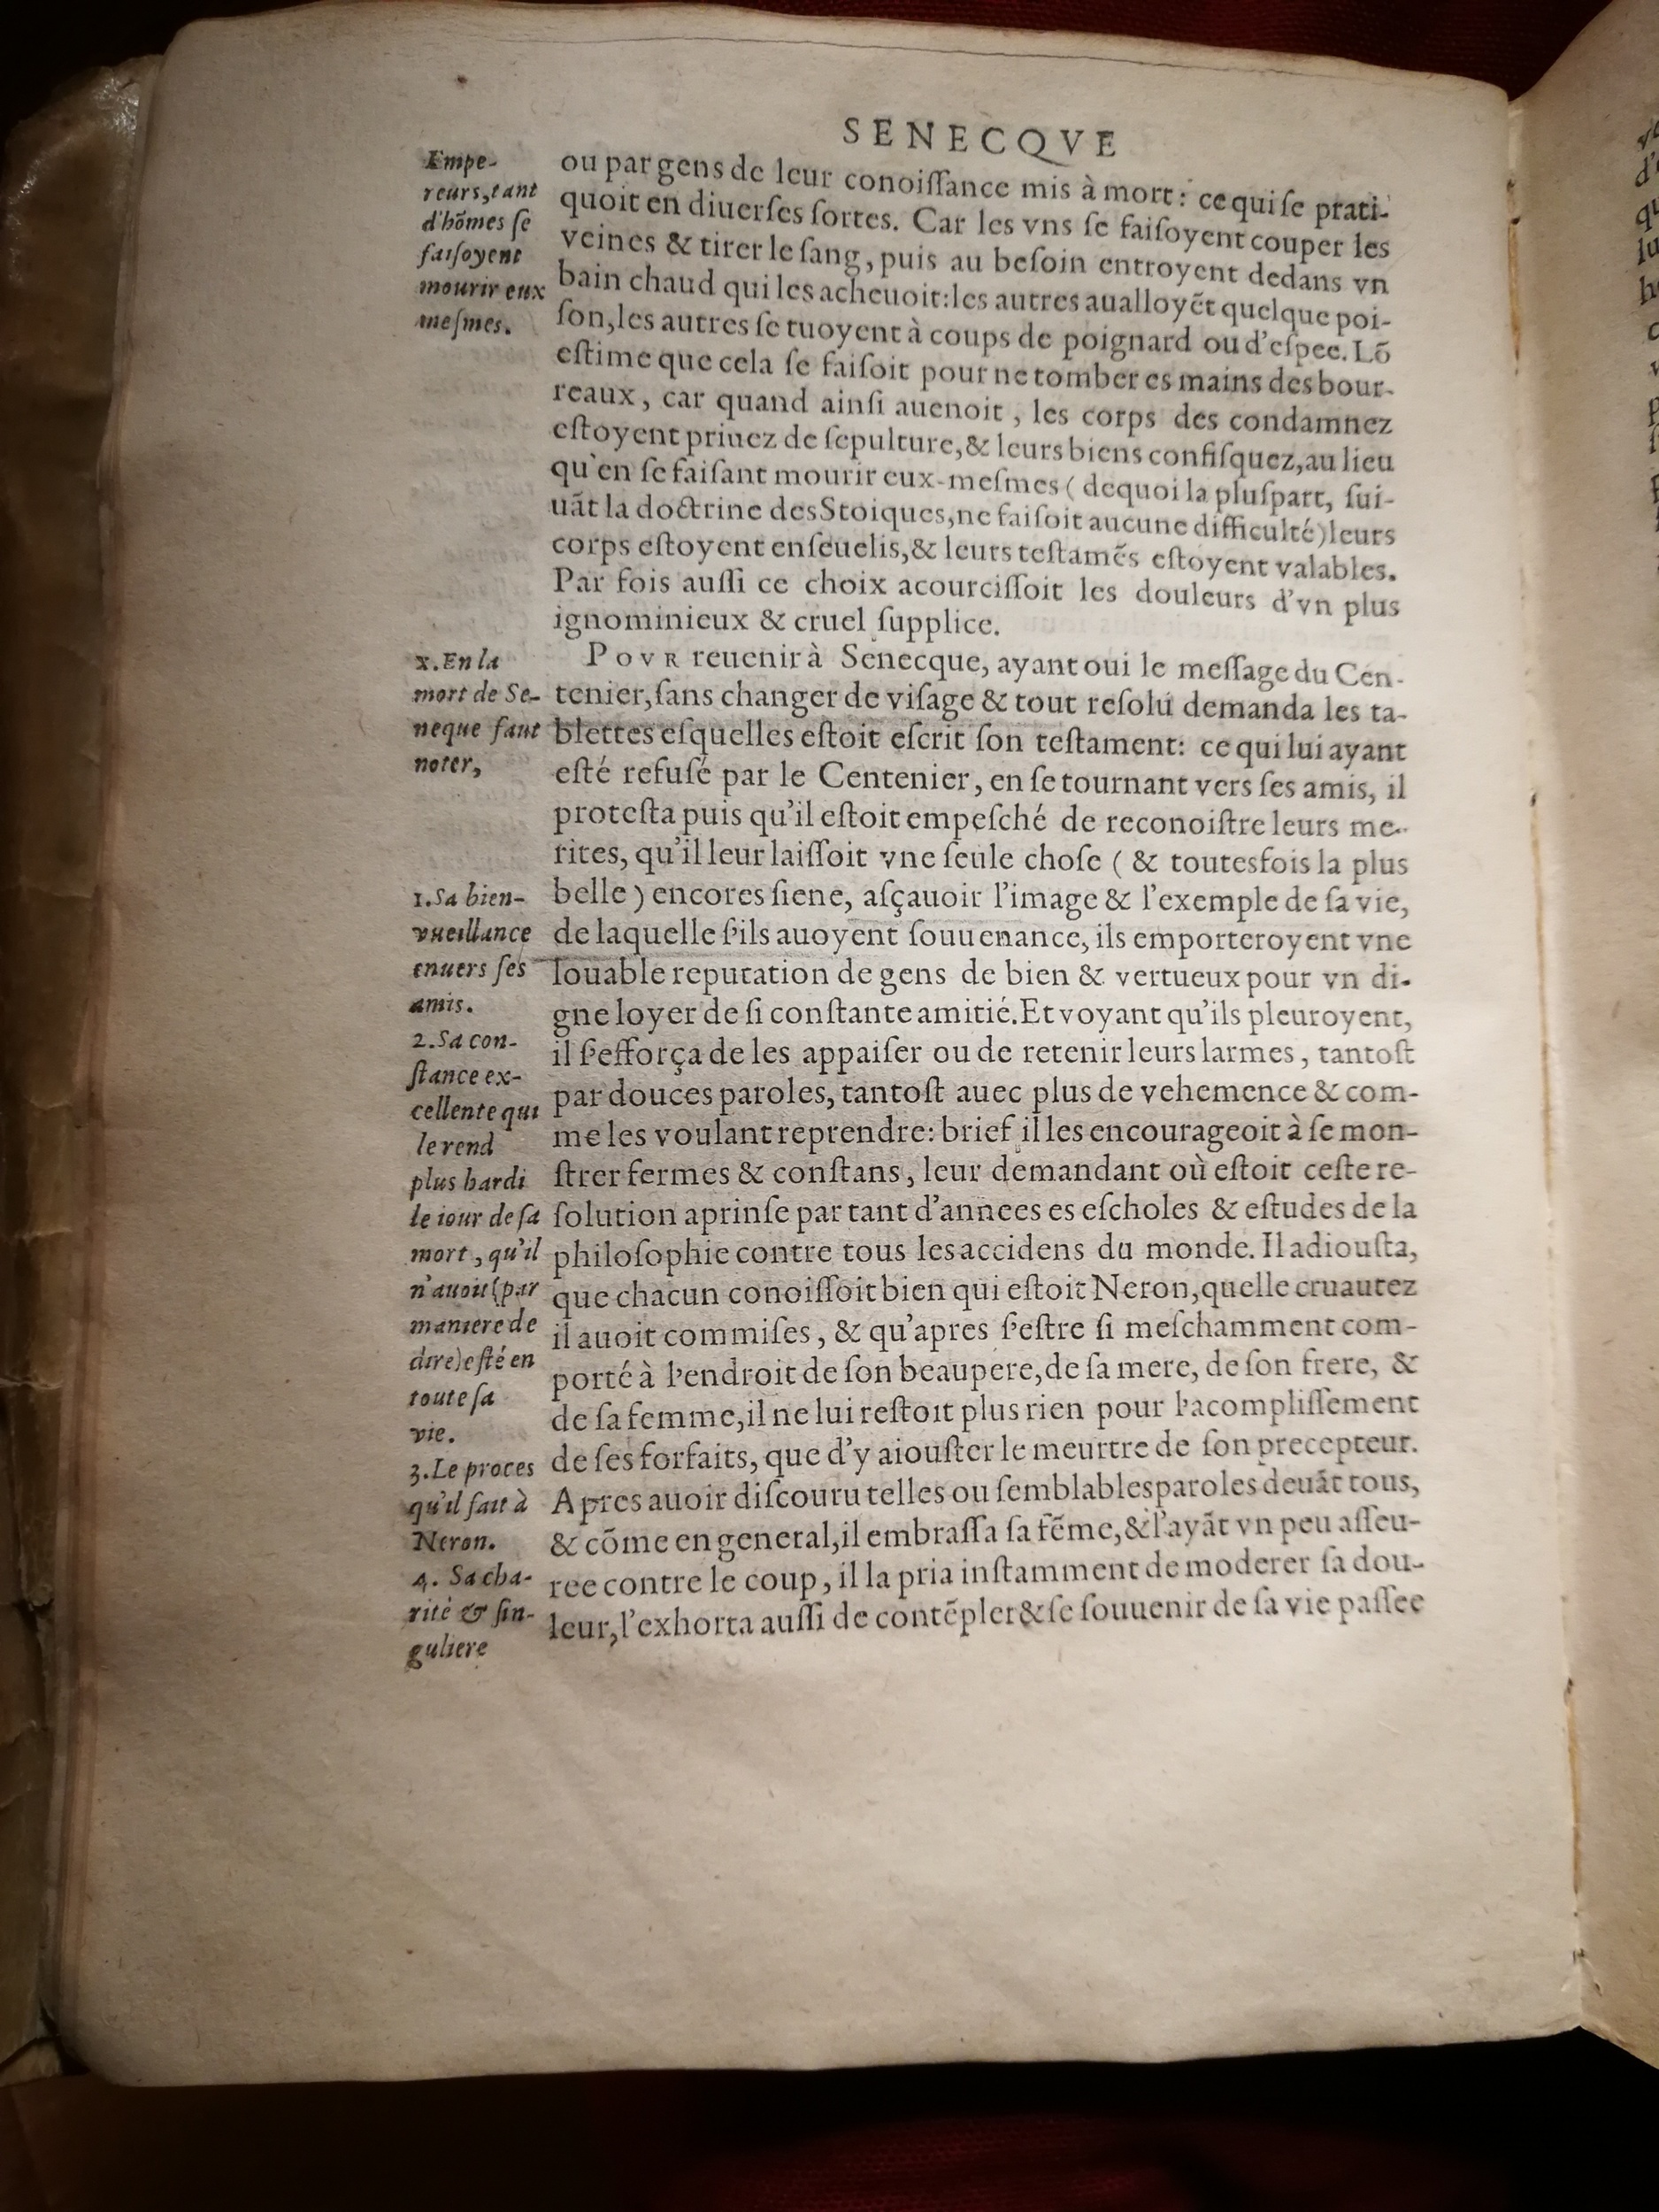 SENECQVE
Empe-
reurs, tant
d'hõmes ſe
faiſoyent
mourir eux
meſmes.
ou par gens de leur conoiſſance mis à mort: ce qui ſe prati-
quoit en diuerſes ſortes. Car les vns ſe faiſoyent couper les
veines & tirer le ſang, puis au beſoin entroyent dedans vn
bain chaud qui les acheuoit: les autres aualloyẽt quelque poi-
ſon, les autres ſe tuoyent à coups de poignard ou d'eſpee. Lõ
eſtime que cela ſe faiſoit pour ne tomber es mains des bour-
reaux, car quand ainſi auenoit, les corps des condamnez
eſtoyent priuez de ſepulture, & leurs biens confiſquez, au lieu
qu'en ſe faiſant mourir eux-meſmes (dequoi la pluſpart, ſui-
uãt la doctrine des Stoiques, ne faiſoit aucune difficulté) leurs
corps eſtoyent enſeuelis, & leurs teſtamẽs eſtoyent valables.
Par fois auſſi ce choix acourciſſoit les douleurs d'vn plus
ignominieux & cruel ſupplice.
x. En la
mort de Se-
neque faut
noter,
POVR reuenir à Senecque, ayant oui le meſſage du Cen-
tenier, ſans changer de viſage & tout reſolu demanda les ta-
blettes eſquelles eſtoit eſcrit ſon teſtament: ce qui lui ayant
eſté refuſé par le Centenier, en ſe tournant vers ſes amis, il
proteſta puis qu'il eſtoit empeſché de reconoiſtre leurs me-
rites, qu'il leur laiſſoit vne ſeule choſe (& toutesfois la plus
belle) encores ſiene, aſçauoir l'image & l'exemple de ſa vie,
de laquelle ſ'ils auoyent ſouuenance, ils emporteroyent vne
louable reputation de gens de bien & vertueux pour vn di-
gne loyer de ſi conſtante amitié. Et voyant qu'ils pleuroyent,
il ſ'efforça de les appaiſer ou de retenir leurs larmes, tantoſt
par douces paroles, tantoſt auec plus de vehemence & com-
me les voulant reprendre: brief il les encourageoit à ſe mon-
ſtrer fermes & conſtans, leur demandant où eſtoit ceſte re-
ſolution aprinſe par tant d'annees es eſcholes & eſtudes de la
philoſophie contre tous les accidens du monde. Il adiouſta,
que chacun conoiſſoit bien qui eſtoit Neron, quelle cruautez
il auoit commiſes, & qu'apres ſ'eſtre ſi meſchamment com-
porté à l'endroit de ſon beaupere, de ſa mere, de ſon frere, &
de ſa femme, il ne lui reſtoit plus rien pour l'acompliſſement
de ſes forfaits, que d'y aiouſter le meurtre de ſon precepteur.
Apres auoir diſcouru telles ou ſemblables paroles deuãt tous,
& cõme en general, il embraſſa ſa fẽme, & l'ayãt vn peu aſſeu-
ree contre le coup, il la pria inſtamment de moderer ſa dou-
leur, l'exhorta auſſi de contẽpler & ſe ſouuenir de ſa vie paſſee
1. Sa bien-
vueillance
enuers ſes
amis.
2. Sa con-
ſtance ex-
cellente qui
le rend
plus hardi
le iour de ſa
mort, qu'il
n'auoit (par
maniere de
dire) eſté en
toute ſa
vie.
3. Le proces
qu'il fait à
Neron.
4. Sa cha-
rité & ſin-
guliere